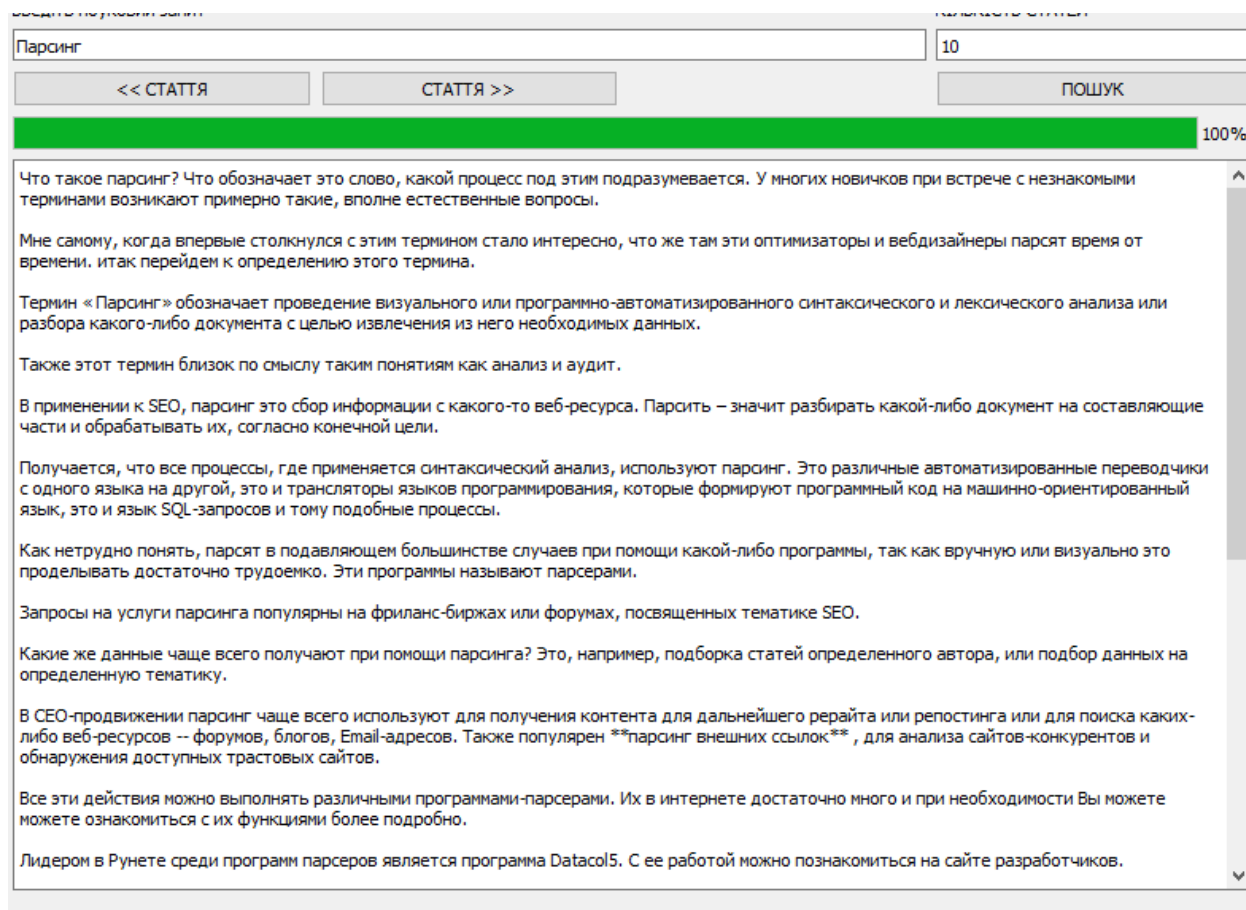 Парсинг
10
<< СТАТТЯ
СТАТТЯ >>
ПОШУК
100%
Что такое парсинг? Что обозначает это слово, какой процесс под этим подразумевается. У многих новичков при встрече с незнакомыми
терминами возникают примерно такие, вполне естественные вопросы.
Мне самому, когда впервые столкнулся с этим термином стало интересно, что же там эти оптимизаторы и вебдизайнеры парсят время от
времени. итак перейдем к определению этого термина.
Термин «Парсинг» обозначает проведение визуального или программно-автоматизированного синтаксического и лексического анализа или
разбора какого-либо документа с целью извлечения из него необходимых данных.
Также этот термин близок по смыслу таким понятиям как анализ и аудит.
В применении к SEO, парсинг это сбор информации с какого-то веб-ресурса. Парсить – значит разбирать какой-либо документ на составляющие
части и обрабатывать их, согласно конечной цели.
Получается, что все процессы, где применяется синтаксический анализ, используют парсинг. Это различные автоматизированные переводчики
с одного языка на другой, это и трансляторы языков программирования, которые формируют программный код на машинно-ориентированный
язык, это и язык SQL-запросов и тому подобные процессы.
Как нетрудно понять, парсят в подавляющем большинстве случаев при помощи какой-либо программы, так как вручную или визуально это
проделывать достаточно трудоемко. Эти программы называют парсерами.
Запросы на услуги парсинга популярны на фриланс-биржах или форумах, посвященных тематике SEO.
Какие же данные чаще всего получают при помощи парсинга? Это, например, подборка статей определенного автора, или подбор данных на
определенную тематику.
В СЕО-продвижении парсинг чаще всего используют для получения контента для дальнейшего рерайта или репостинга или для поиска каких-
либо веб-ресурсов -- форумов, блогов, Email-адресов. Также популярен **парсинг внешних ссылок** , для анализа сайтов-конкурентов и
обнаружения доступных трастовых сайтов.
Все эти действия можно выполнять различными программами-парсерами. Их в интернете достаточно много и при необходимости Вы можете
можете ознакомиться с их функциями более подробно.
Лидером в Рунете среди программ парсеров является программа Datacol5. С ее работой можно познакомиться на сайте разработчиков.